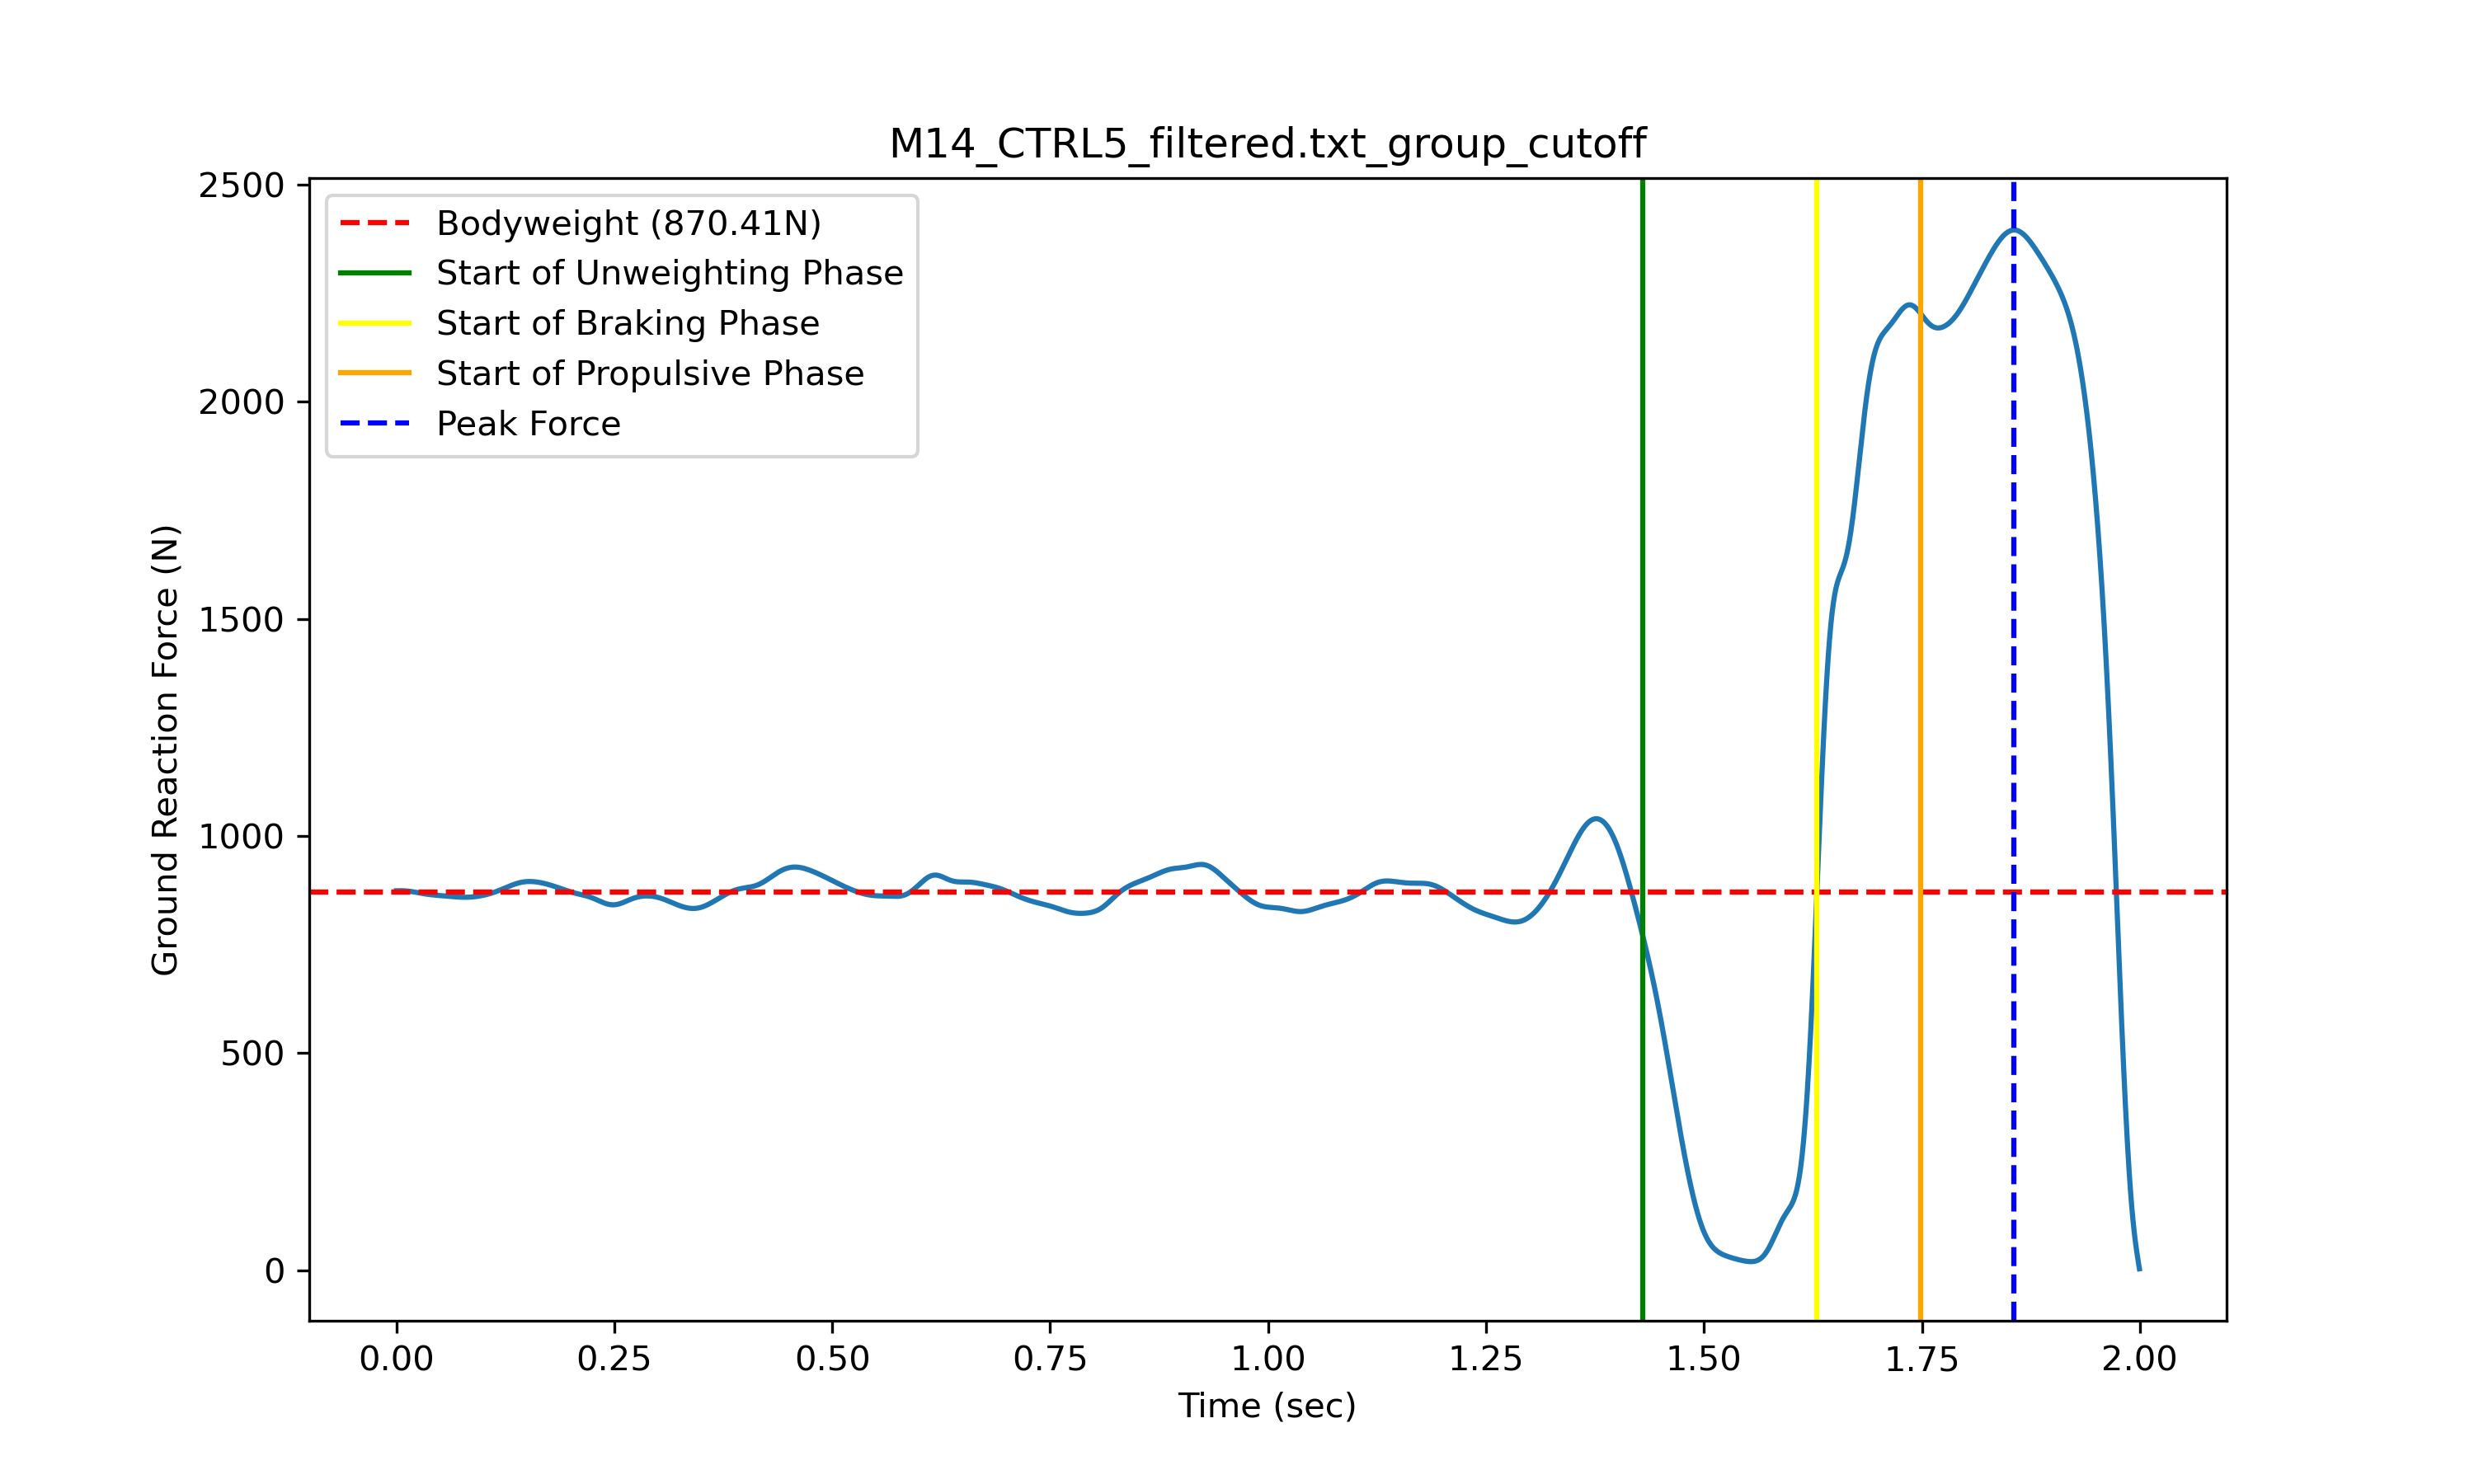 M14_CTRL5_filtered.txt_group_cutoff
Bodyweight (870.41N)
Start of Unweighting Phase
Start of Braking Phase
Start of Propulsive Phase
Peak Force
Ground Reaction Force (N)
2500
2000
1500
1000
500
0
0.00 0.25 0.50 0.75 1.00 1.25 1.50 1.75 2.00
Time (sec)